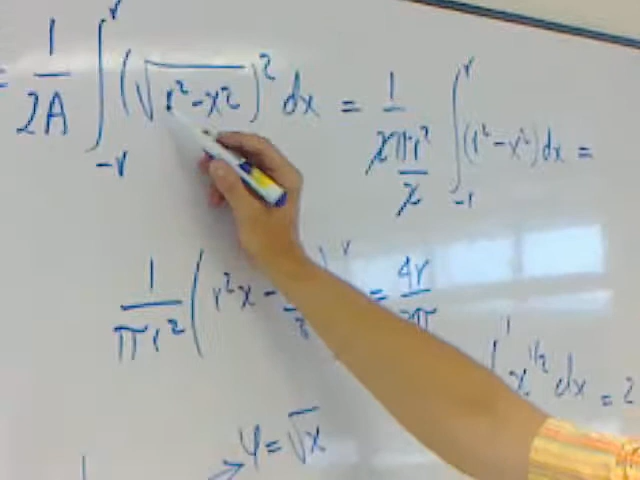 = 1/2A ∫_{-r}^{r} (√(r²-x²))² dx = 1/(2πr²/2) ∫_{-r}^{r} (r²-x²)dx =
1/(πr²) (r²x - )^r = 4r/3π
x^{1/2} dx = 2
y = √x